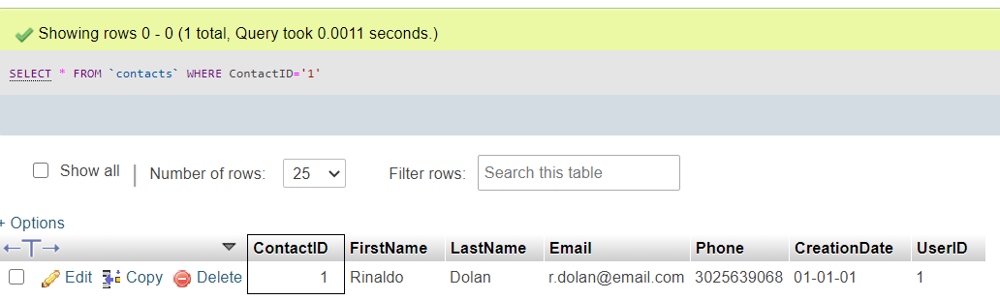 Showing rows 0 - 0 (1 total, Query took 0.0011 seconds.)
SELECT * FROM `contacts` WHERE ContactID='1'
Show all | Number of rows: 25 Filter rows: Search this table
+ Options
←T→ ContactID FirstName LastName Email Phone CreationDate UserID
Edit Copy Delete 1 Rinaldo Dolan r.dolan@email.com 3025639068 01-01-01 1